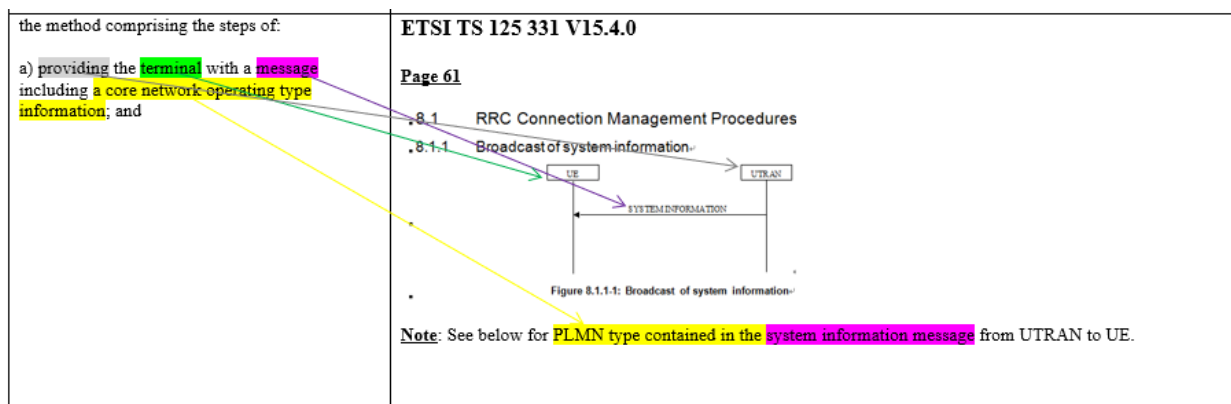 the method comprising the steps of:
a) providing the terminal with a message
including a core network operating type
information; and
ETSI TS 125 331 V15.4.0
Page 61
8.1 RRC Connection Management Procedures
8.1.1 Broadcast of system information
UE
UTRAN
SYSTEM INFORMATION
Figure 8.1.1-1: Broadcast of system information
Note: See below for PLMN type contained in the system information message from UTRAN to UE.